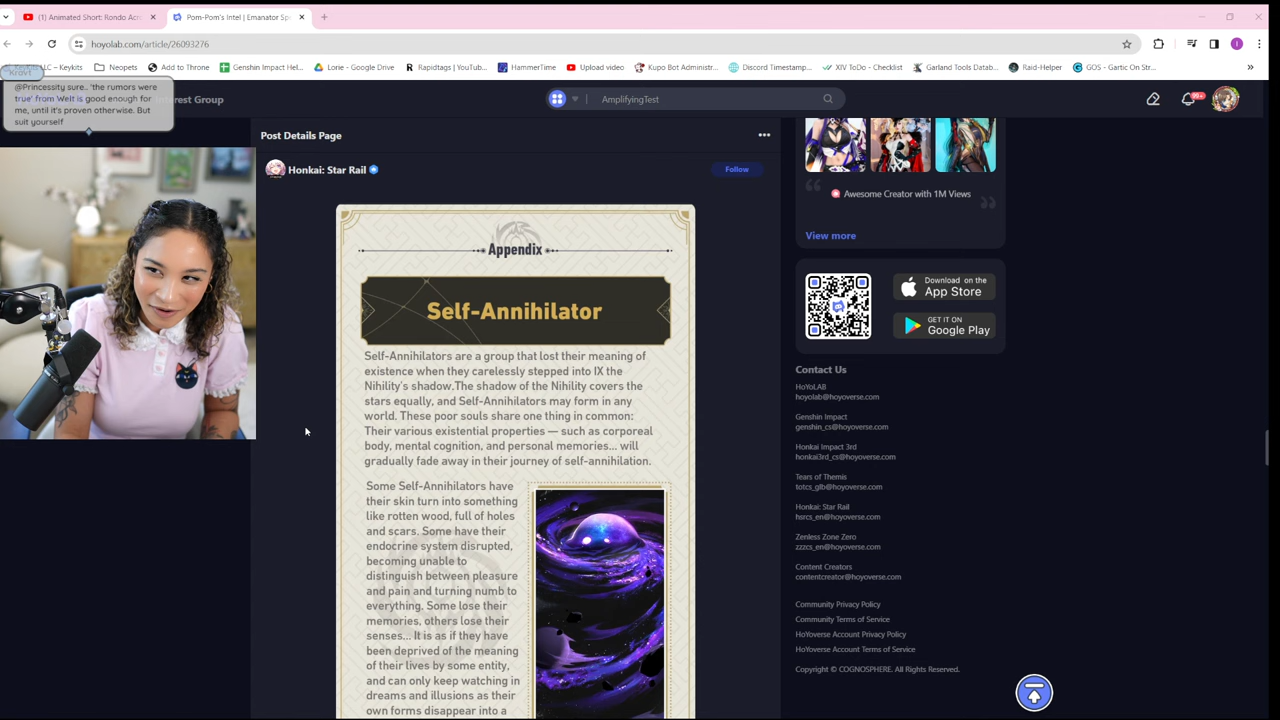 (1) Animated Short: Rondo Acro
Pom-Pom's Intel | Emanator Spe
hoyolab.com/article/26093276
LLC – Keykits
Neopets
Add to Throne
Genshin Impact Hel...
Lorie - Google Drive
Rapidtags | YouTub...
HammerTime
Upload video
Kupo Bot Administr...
Discord Timestamp...
XIV ToDo - Checklist
Garland Tools Datab...
Raid-Helper
GOS - Gartic On Str...
Krovt
@Princessity sure.. 'the rumors were
true' from Welt is good enough for
me, until it's proven otherwise. But
suit yourself
Interest Group
AmplifyingTest
99+
Post Details Page
Honkai: Star Rail
Follow
Appendix
Self-Annihilator
Self-Annihilators are a group that lost their meaning of
existence when they carelessly stepped into IX the
Nihility's shadow.The shadow of the Nihility covers the
stars equally, and Self-Annihilators may form in any
world. These poor souls share one thing in common:
Their various existential properties — such as corporeal
body, mental cognition, and personal memories... will
gradually fade away in their journey of self-annihilation.
Some Self-Annihilators have
their skin turn into something
like rotten wood, full of holes
and scars. Some have their
endocrine system disrupted,
becoming unable to
distinguish between pleasure
and pain and turning numb to
everything. Some lose their
memories, others lose their
senses... It is as if they have
been deprived of the meaning
of their lives by some entity,
and can only keep watching in
dreams and illusions as their
own forms disappear into a
Awesome Creator with 1M Views
View more
Download on the
App Store
GET IT ON
Google Play
Contact Us
HoYoLAB
hoyolab@hoyoverse.com
Genshin Impact
genshin_cs@hoyoverse.com
Honkai Impact 3rd
honkai3rd_cs@hoyoverse.com
Tears of Themis
totcs_glb@hoyoverse.com
Honkai: Star Rail
hsrcs_en@hoyoverse.com
Zenless Zone Zero
zzzcs_en@hoyoverse.com
Content Creators
contentcreator@hoyoverse.com
Community Privacy Policy
Community Terms of Service
HoYoverse Account Privacy Policy
HoYoverse Account Terms of Service
Copyright © COGNOSPHERE. All Rights Reserved.